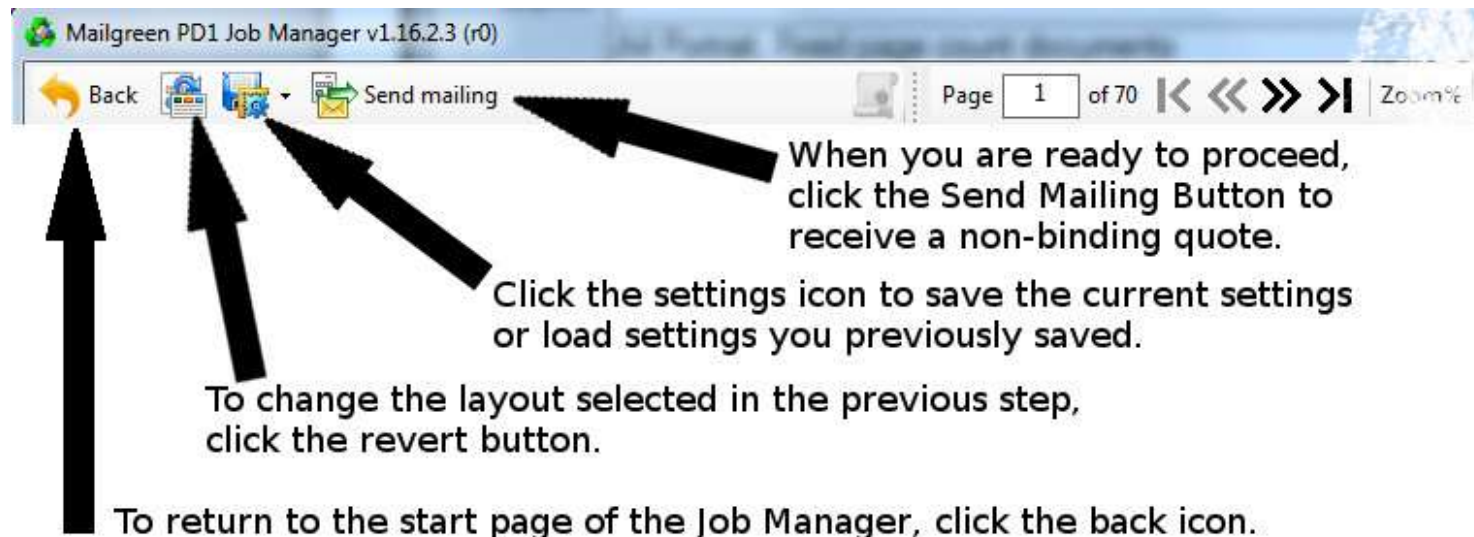 Mailgreen PD1 Job Manager v1.16.2.3 (r0)
Back Send mailing Page 1 of 70 Zoom%
When you are ready to proceed,
click the Send Mailing Button to
receive a non-binding quote.
Click the settings icon to save the current settings
or load settings you previously saved.
To change the layout selected in the previous step,
click the revert button.
To return to the start page of the Job Manager, click the back icon.